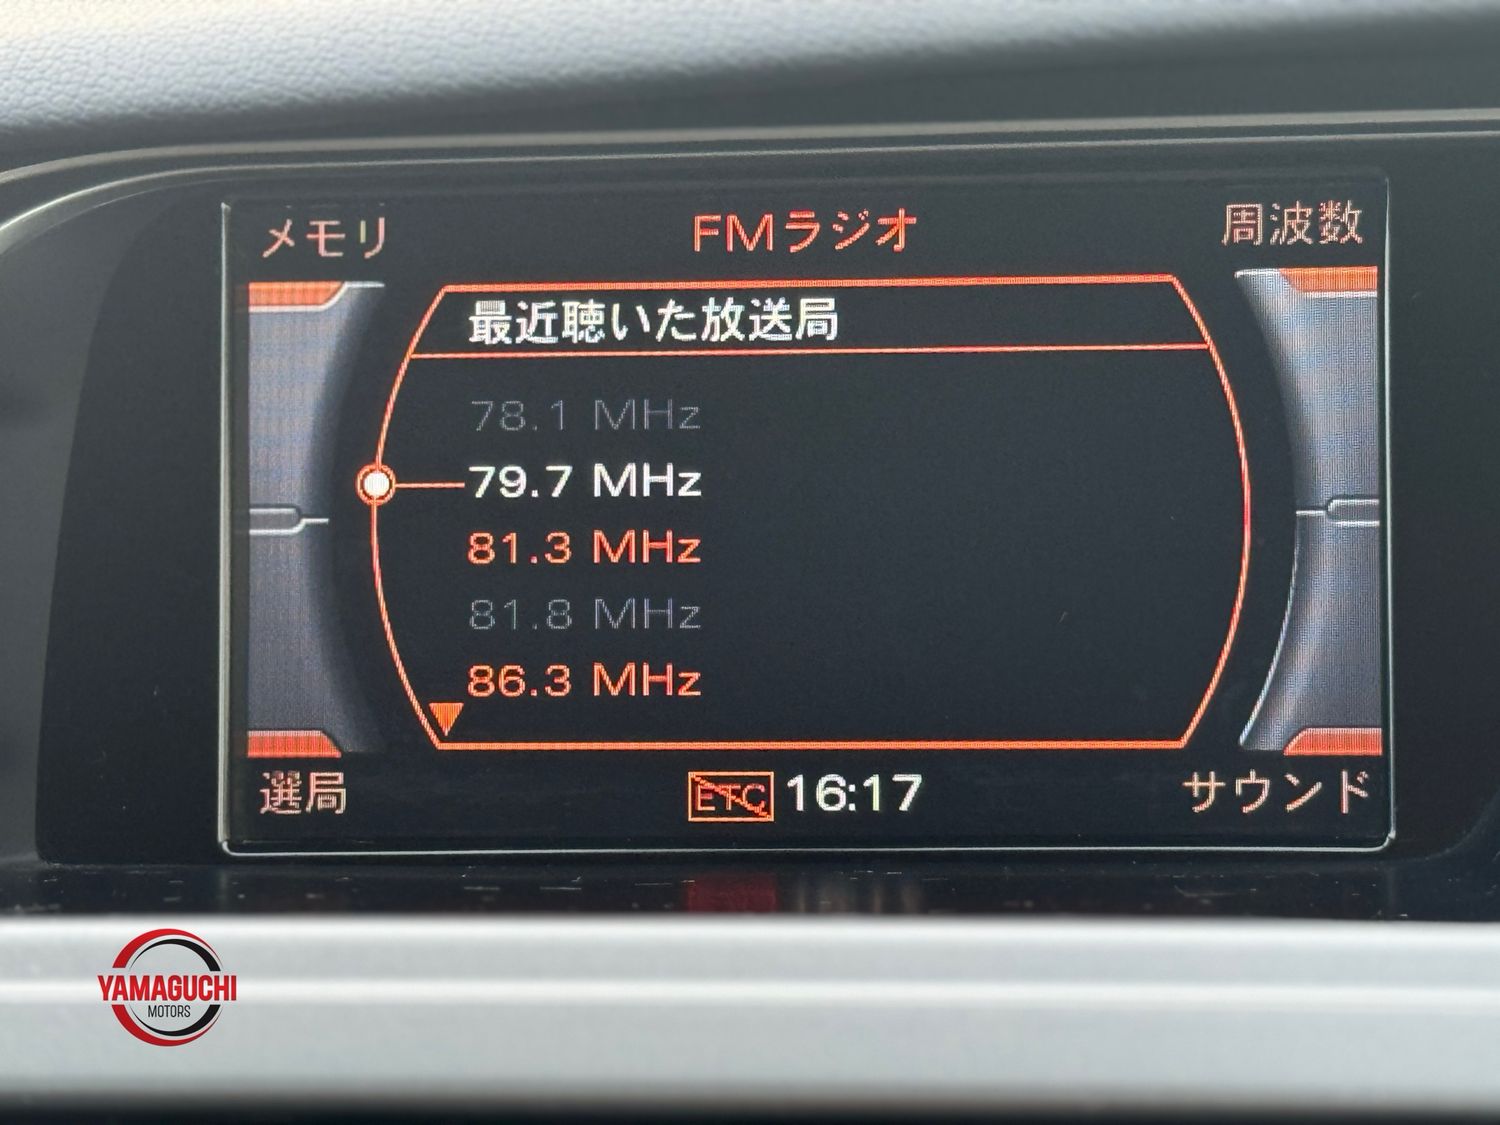 メモリ
FMラジオ
周波数
最近聴いた放送局
78.1 MHz
79.7 MHz
81.3 MHz
81.8 MHz
86.3 MHz
選局
ETC 16:17
サウンド
YAMAGUCHI
MOTORS